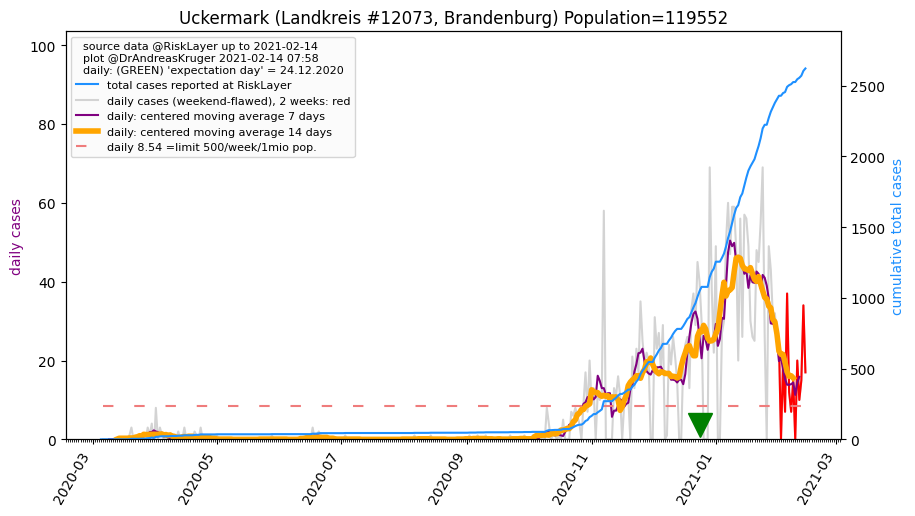 Uckermark (Landkreis #12073, Brandenburg) Population=119552
source data @RiskLayer up to 2021-02-14
plot @DrAndreasKruger 2021-02-14 07:58
daily: (GREEN) 'expectation day' = 24.12.2020
total cases reported at RiskLayer
daily cases (weekend-flawed), 2 weeks: red
daily: centered moving average 7 days
daily: centered moving average 14 days
daily 8.54 =limit 500/week/1mio pop.
daily cases
100
80
60
40
20
0
cumulative total cases
2500
2000
1500
1000
500
0
2020-03
2020-05
2020-07
2020-09
2020-11
2021-01
2021-03